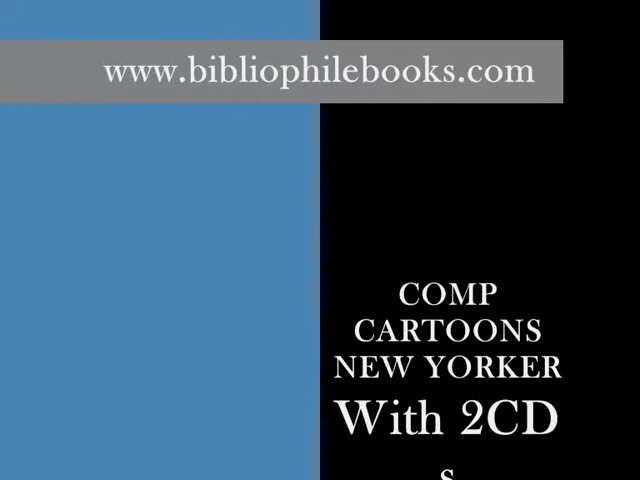 www.bibliophilebooks.com
COMP
CARTOONS
NEW YORKER
With 2CD
s